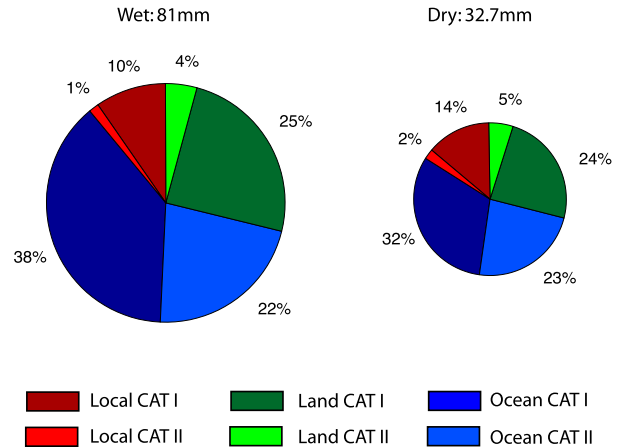 Wet: 81mm
Dry: 32.7mm
10%
4%
1%
25%
38%
22%
14%
5%
2%
24%
32%
23%
Local CAT I
Land CAT I
Ocean CAT I
Local CAT II
Land CAT II
Ocean CAT II